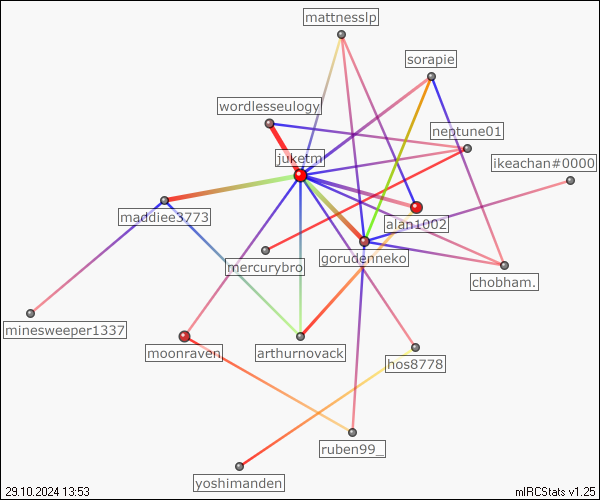 mattnesslp
sorapie
wordlesseulogy
neptune01
juketm
ikeachan#0000
maddiee3773
alan1002
mercurybro
gorudenneko
chobham.
minesweeper1337
moonraven
arthurnovack
hos8778
ruben99_
yoshimanden
29.10.2024 13:53
mIRCStats v1.25